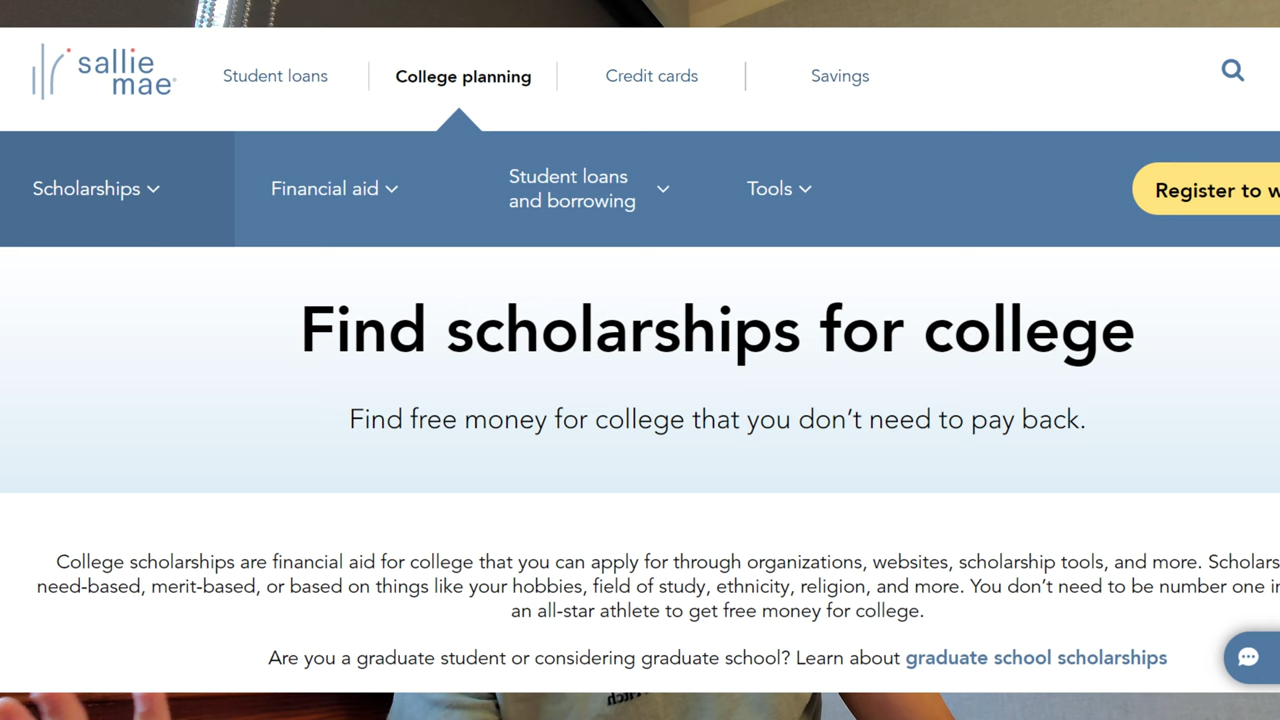 sallie
mae
Student loans
College planning
Credit cards
Savings
Scholarships
Financial aid
Student loans
and borrowing
Tools
Register to w
Find scholarships for college
Find free money for college that you don't need to pay back.
College scholarships are financial aid for college that you can apply for through organizations, websites, scholarship tools, and more. Scholars
need-based, merit-based, or based on things like your hobbies, field of study, ethnicity, religion, and more. You don't need to be number one i
an all-star athlete to get free money for college.
Are you a graduate student or considering graduate school? Learn about graduate school scholarships